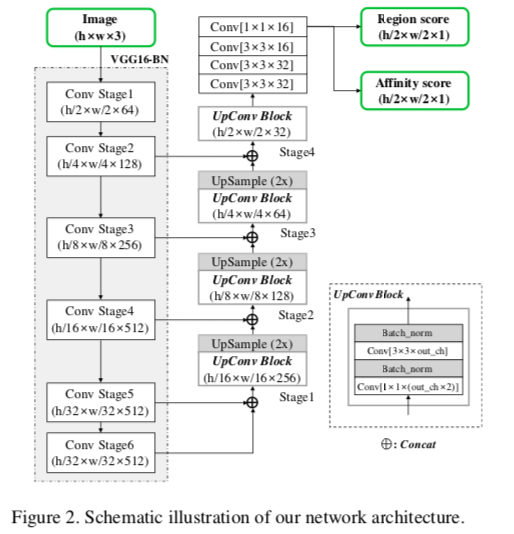 Image
(h×w×3)
VGG16-BN
Conv Stage1
(h/2×w/2×64)
Conv Stage2
(h/4×w/4×128)
Conv Stage3
(h/8×w/8×256)
Conv Stage4
(h/16×w/16×512)
Conv Stage5
(h/32×w/32×512)
Conv Stage6
(h/32×w/32×512)
Conv[1×1×16]
Conv[3×3×16]
Conv[3×3×32]
Conv[3×3×32]
UpConv Block
(h/2×w/2×32)
Stage4
UpSample (2x)
UpConv Block
(h/4×w/4×64)
Stage3
UpSample (2x)
UpConv Block
(h/8×w/8×128)
Stage2
UpSample (2x)
UpConv Block
(h/16×w/16×256)
Stage1
Region score
(h/2×w/2×1)
Affinity score
(h/2×w/2×1)
UpConv Block
Batch_norm
Conv[3×3×out_ch]
Batch_norm
Conv[1×1×(out_ch×2)]
⊕: Concat
Figure 2. Schematic illustration of our network architecture.